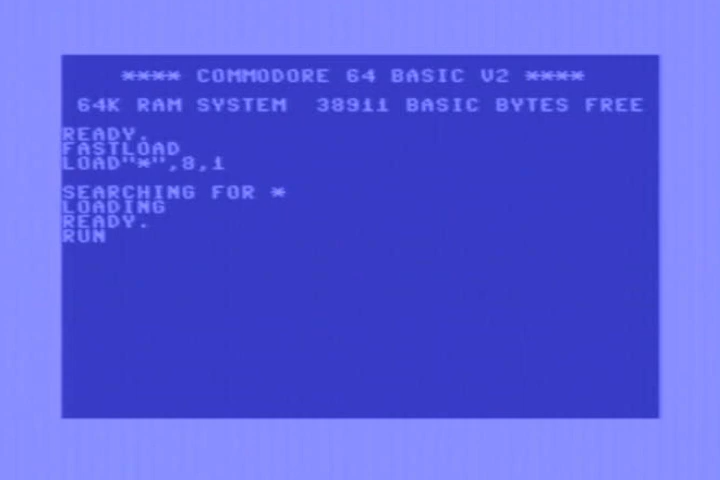 **** COMMODORE 64 BASIC V2 ****
64K RAM SYSTEM  38911 BASIC BYTES FREE
READY.
FASTLOAD
LOAD"*",8,1
SEARCHING FOR *
LOADING
READY.
RUN